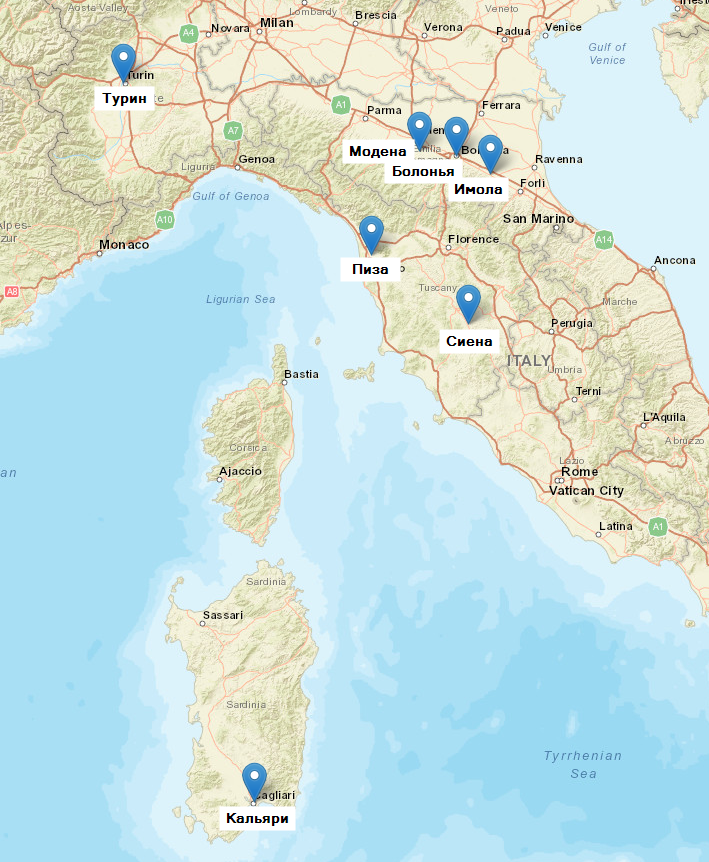 Aosta Valley
Novara
Milan
Lombardy
Brescia
Verona
Veneto
Padua
Venice
Gulf of
Venice
A4
Turin
Турин
A7
A1
Parma
Ferrara
Liguria
Genoa
Модена
Болонья
Имола
Ravenna
Forlì
Gulf of Genoa
A10
Monaco
A8
Ligurian Sea
San Marino
Florence
A14
Ancona
Пиза
Tuscany
Marche
Сиена
Perugia
ITALY
Umbria
Bastia
Terni
L'Aquila
Corsica
Abruzzo
Lazio
Ajaccio
Rome
Vatican City
A1
Latina
Sardinia
Sassari
Sardinia
Tyrrhenian
Sea
Cagliari
Кальяри